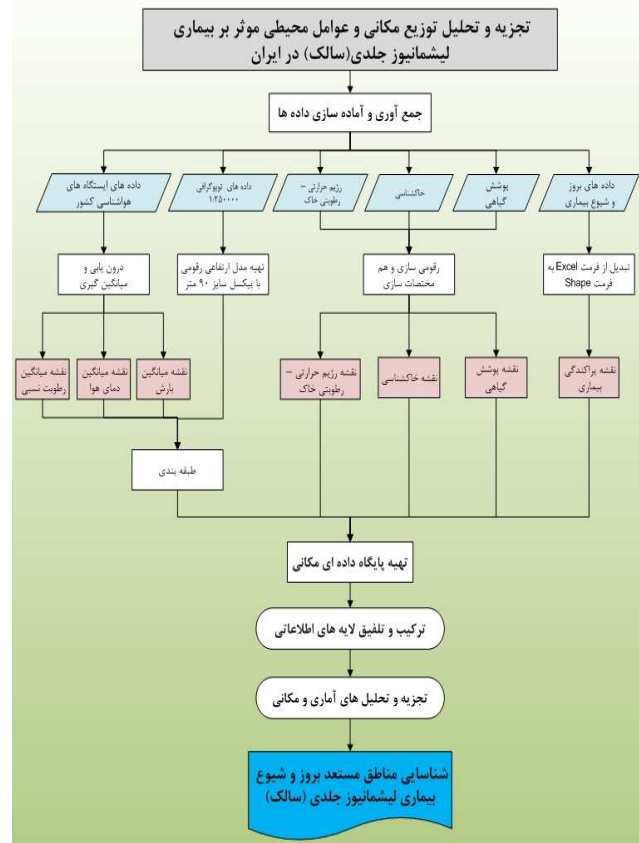 تجزیه و تحلیل توزیع مکانی و عوامل محیطی موثر بر بیماری
لیشمانیوز جلدی(سالک) در ایران
جمع آوری و آماده سازی داده ها
داده های بروز
و شیوع بیماری
پوشش
گیاهی
خاکشناسی
رژیم حرارتی –
رطوبتی خاک
داده های توپوگرافی
۱:۲۵۰۰۰۰
داده های ایستگاه های
هواشناسی کشور
تبدیل از فرمت Excel به
فرمت Shape
رقومی سازی و هم
مختصات سازی
تهیه مدل ارتفاعی رقومی
با پیکسل سایز ۹۰ متر
درون یابی و
میانگین گیری
نقشه پراکندگی
بیماری
نقشه پوشش
گیاهی
نقشه خاکشناسی
نقشه رژیم حرارتی –
رطوبتی خاک
نقشه میانگین
بارش
نقشه میانگین
دمای هوا
نقشه میانگین
رطوبت نسبی
طبقه بندی
تهیه پایگاه داده ای مکانی
ترکیب و تلفیق لایه های اطلاعاتی
تجزیه و تحلیل های آماری و مکانی
شناسایی مناطق مستعد بروز و شیوع
بیماری لیشمانیوز جلدی (سالک)